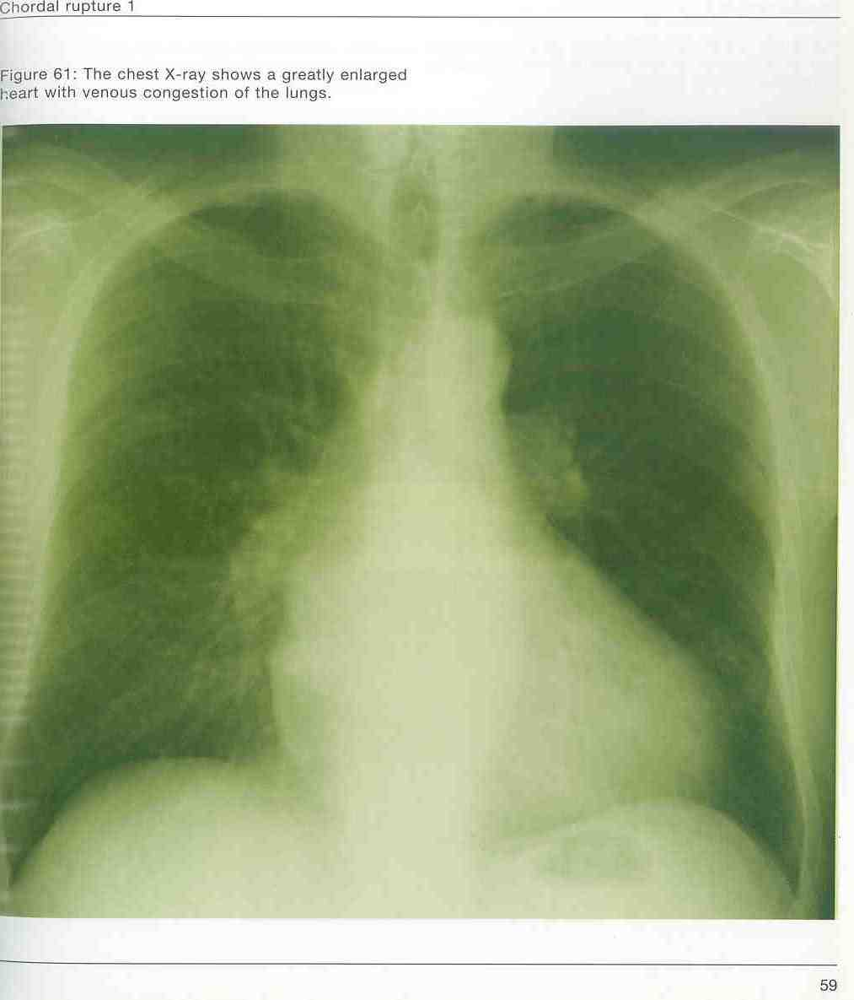 Chordal rupture 1
Figure 61: The chest X-ray shows a greatly enlarged
heart with venous congestion of the lungs.
59